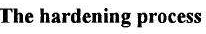 The hardening process